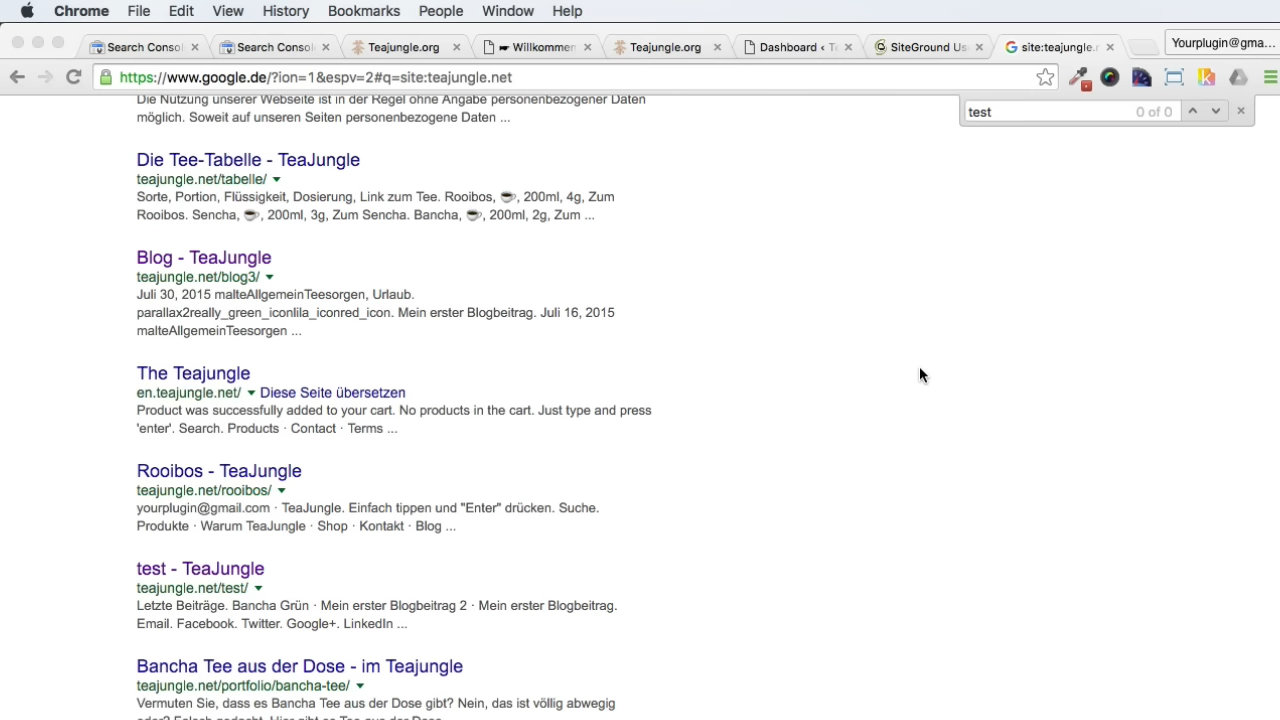 Chrome File Edit View History Bookmarks People Window Help
Search Consol Search Consol Teajungle.org Willkommen Teajungle.org Dashboard ‹ T SiteGround Us site:teajungle.n Yourplugin@gma...
https://www.google.de/?ion=1&espv=2#q=site:teajungle.net
test 0 of 0
Die Nutzung unserer Webseite ist in der Regel ohne Angabe personenbezogener Daten
möglich. Soweit auf unseren Seiten personenbezogene Daten ...
Die Tee-Tabelle - TeaJungle
teajungle.net/tabelle/
Sorte, Portion, Flüssigkeit, Dosierung, Link zum Tee. Rooibos, ☕, 200ml, 4g, Zum
Rooibos. Sencha, ☕, 200ml, 3g, Zum Sencha. Bancha, ☕, 200ml, 2g, Zum ...
Blog - TeaJungle
teajungle.net/blog3/
Juli 30, 2015 malteAllgemeinTeesorgen, Urlaub.
parallax2really_green_iconlila_iconred_icon. Mein erster Blogbeitrag. Juli 16, 2015
malteAllgemeinTeesorgen ...
The Teajungle
en.teajungle.net/ Diese Seite übersetzen
Product was successfully added to your cart. No products in the cart. Just type and press
'enter'. Search. Products · Contact · Terms ...
Rooibos - TeaJungle
teajungle.net/rooibos/
yourplugin@gmail.com · TeaJungle. Einfach tippen und "Enter" drücken. Suche.
Produkte · Warum TeaJungle · Shop · Kontakt · Blog ...
test - TeaJungle
teajungle.net/test/
Letzte Beiträge. Bancha Grün · Mein erster Blogbeitrag 2 · Mein erster Blogbeitrag.
Email. Facebook. Twitter. Google+. LinkedIn ...
Bancha Tee aus der Dose - im Teajungle
teajungle.net/portfolio/bancha-tee/
Vermuten Sie, dass es Bancha Tee aus der Dose gibt? Nein, das ist völlig abwegig
oder? Falsch gedacht. Hier gibt es Tee aus der Dose